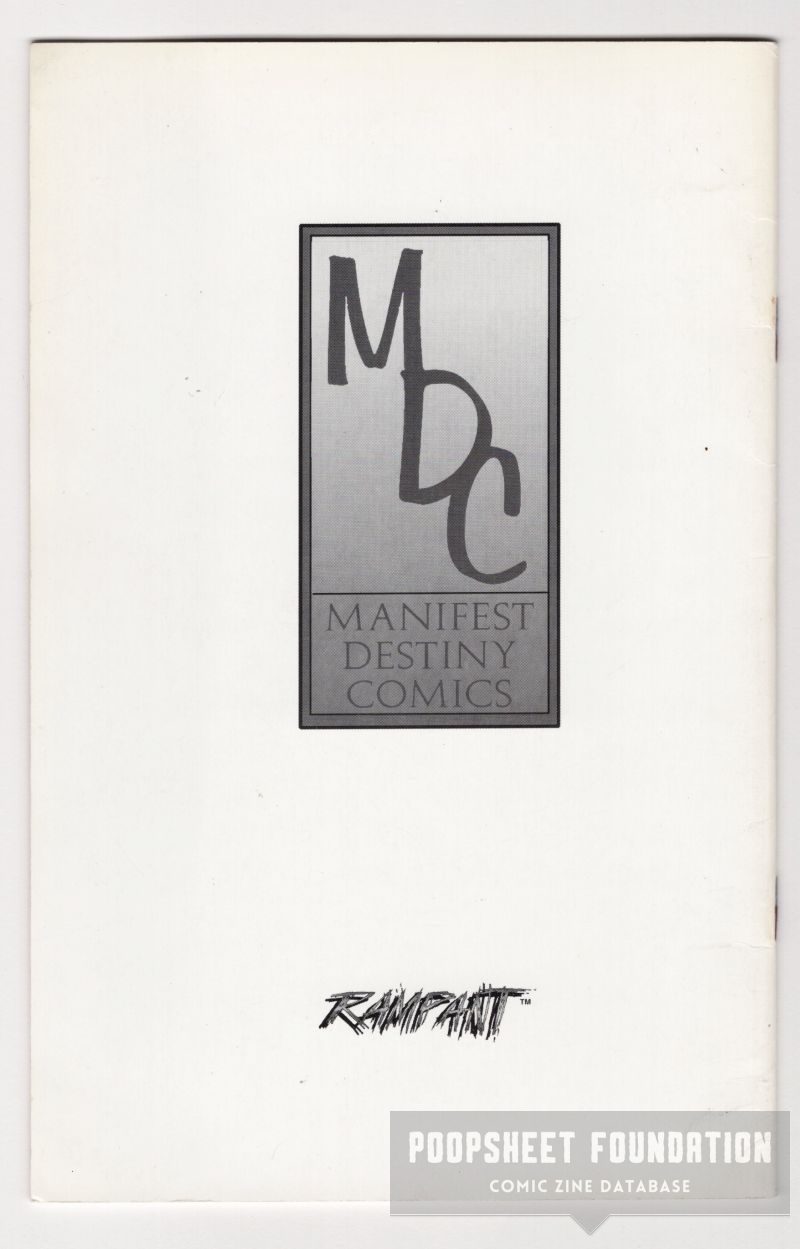 MDC
MANIFEST
DESTINY
COMICS
RAMPANT™
POOPSHEET FOUNDATION
COMIC ZINE DATABASE